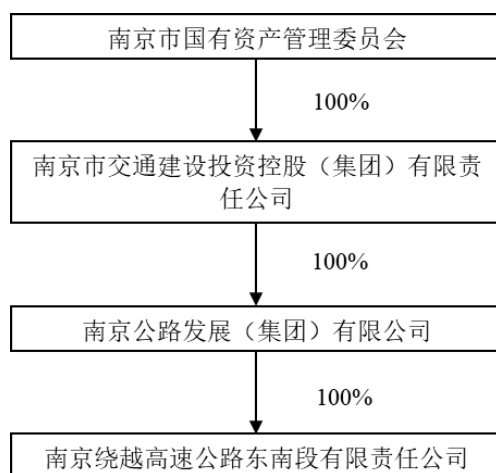 南京市国有资产管理委员会
100%
南京市交通建设投资控股（集团）有限责
任公司
100%
南京公路发展（集团）有限公司
100%
南京绕越高速公路东南段有限责任公司